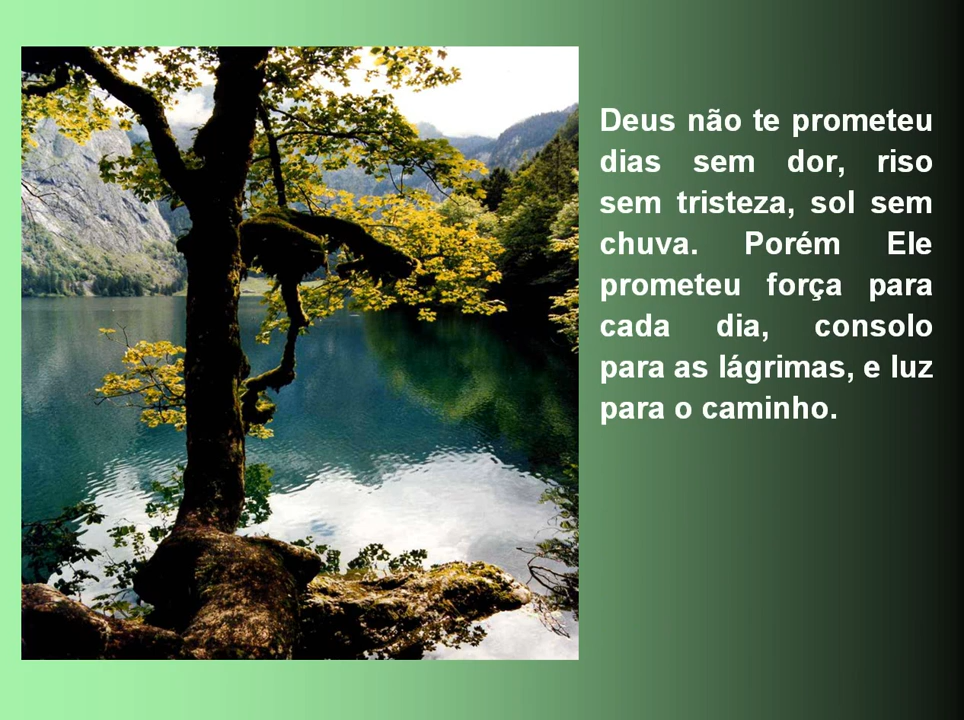 Deus não te prometeu
dias sem dor, riso
sem tristeza, sol sem
chuva. Porém Ele
prometeu força para
cada dia, consolo
para as lágrimas, e luz
para o caminho.